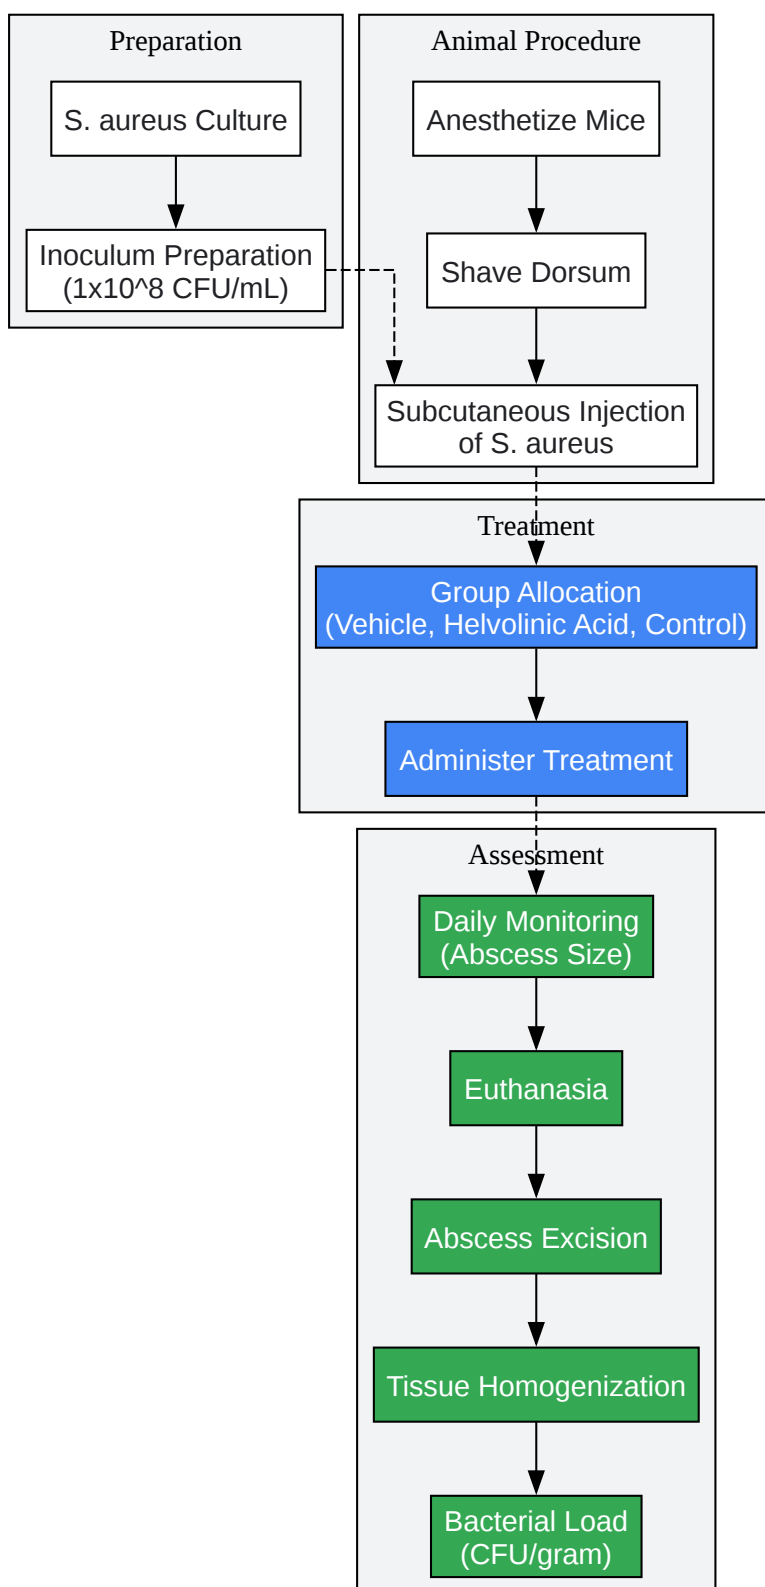 Preparation
S. aureus Culture
Inoculum Preparation
(1x10^8 CFU/mL)
Animal Procedure
Anesthetize Mice
Shave Dorsum
Subcutaneous Injection
of S. aureus
Treatment
Group Allocation
(Vehicle, Helvolinic Acid, Control)
Administer Treatment
Assessment
Daily Monitoring
(Abscess Size)
Euthanasia
Abscess Excision
Tissue Homogenization
Bacterial Load
(CFU/gram)